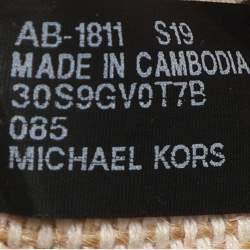 AB-1811 S19
MADE IN CAMBODIA
30S9GV0T7B
085
MICHAEL KORS